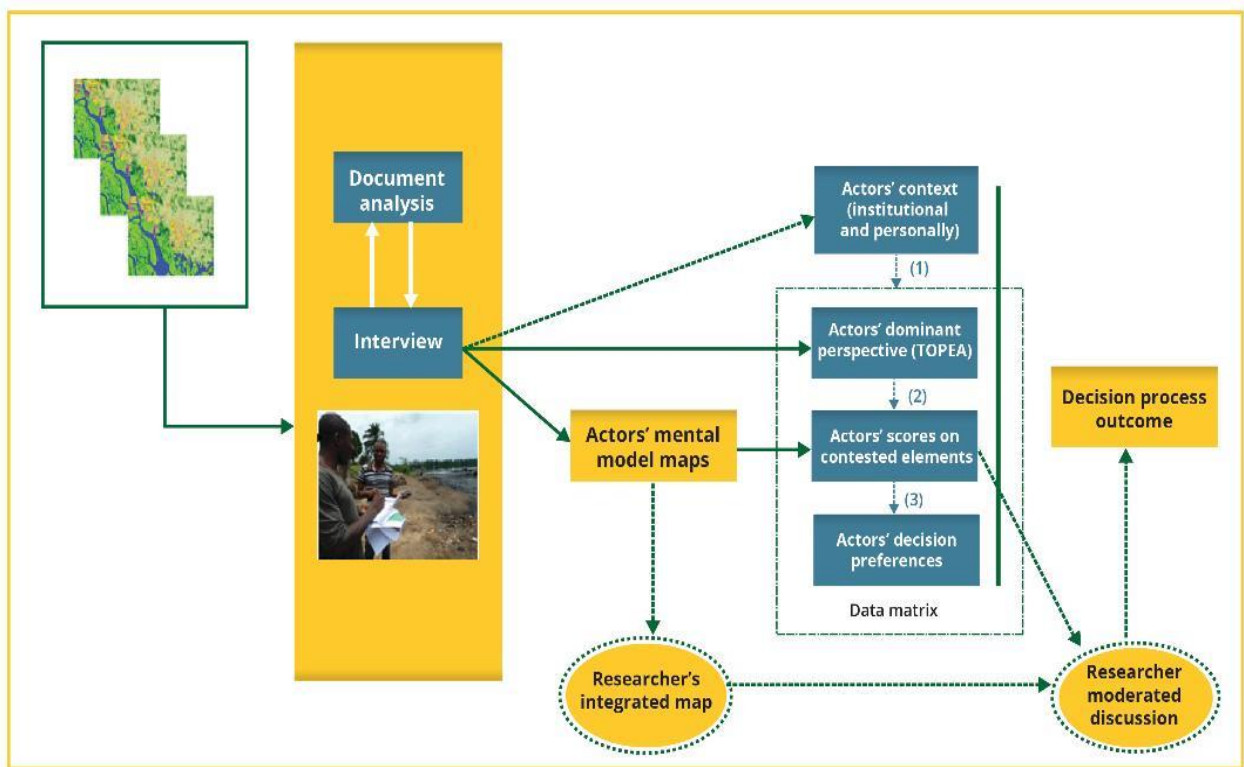 Document
analysis
Interview
Actors' context
(institutional
and personally)
(1)
Actors' dominant
perspective (TOPEA)
(2)
Actors' mental
model maps
Actors' scores on
contested elements
(3)
Actors' decision
preferences
Data matrix
Decision process
outcome
Researcher's
integrated map
Researcher
moderated
discussion